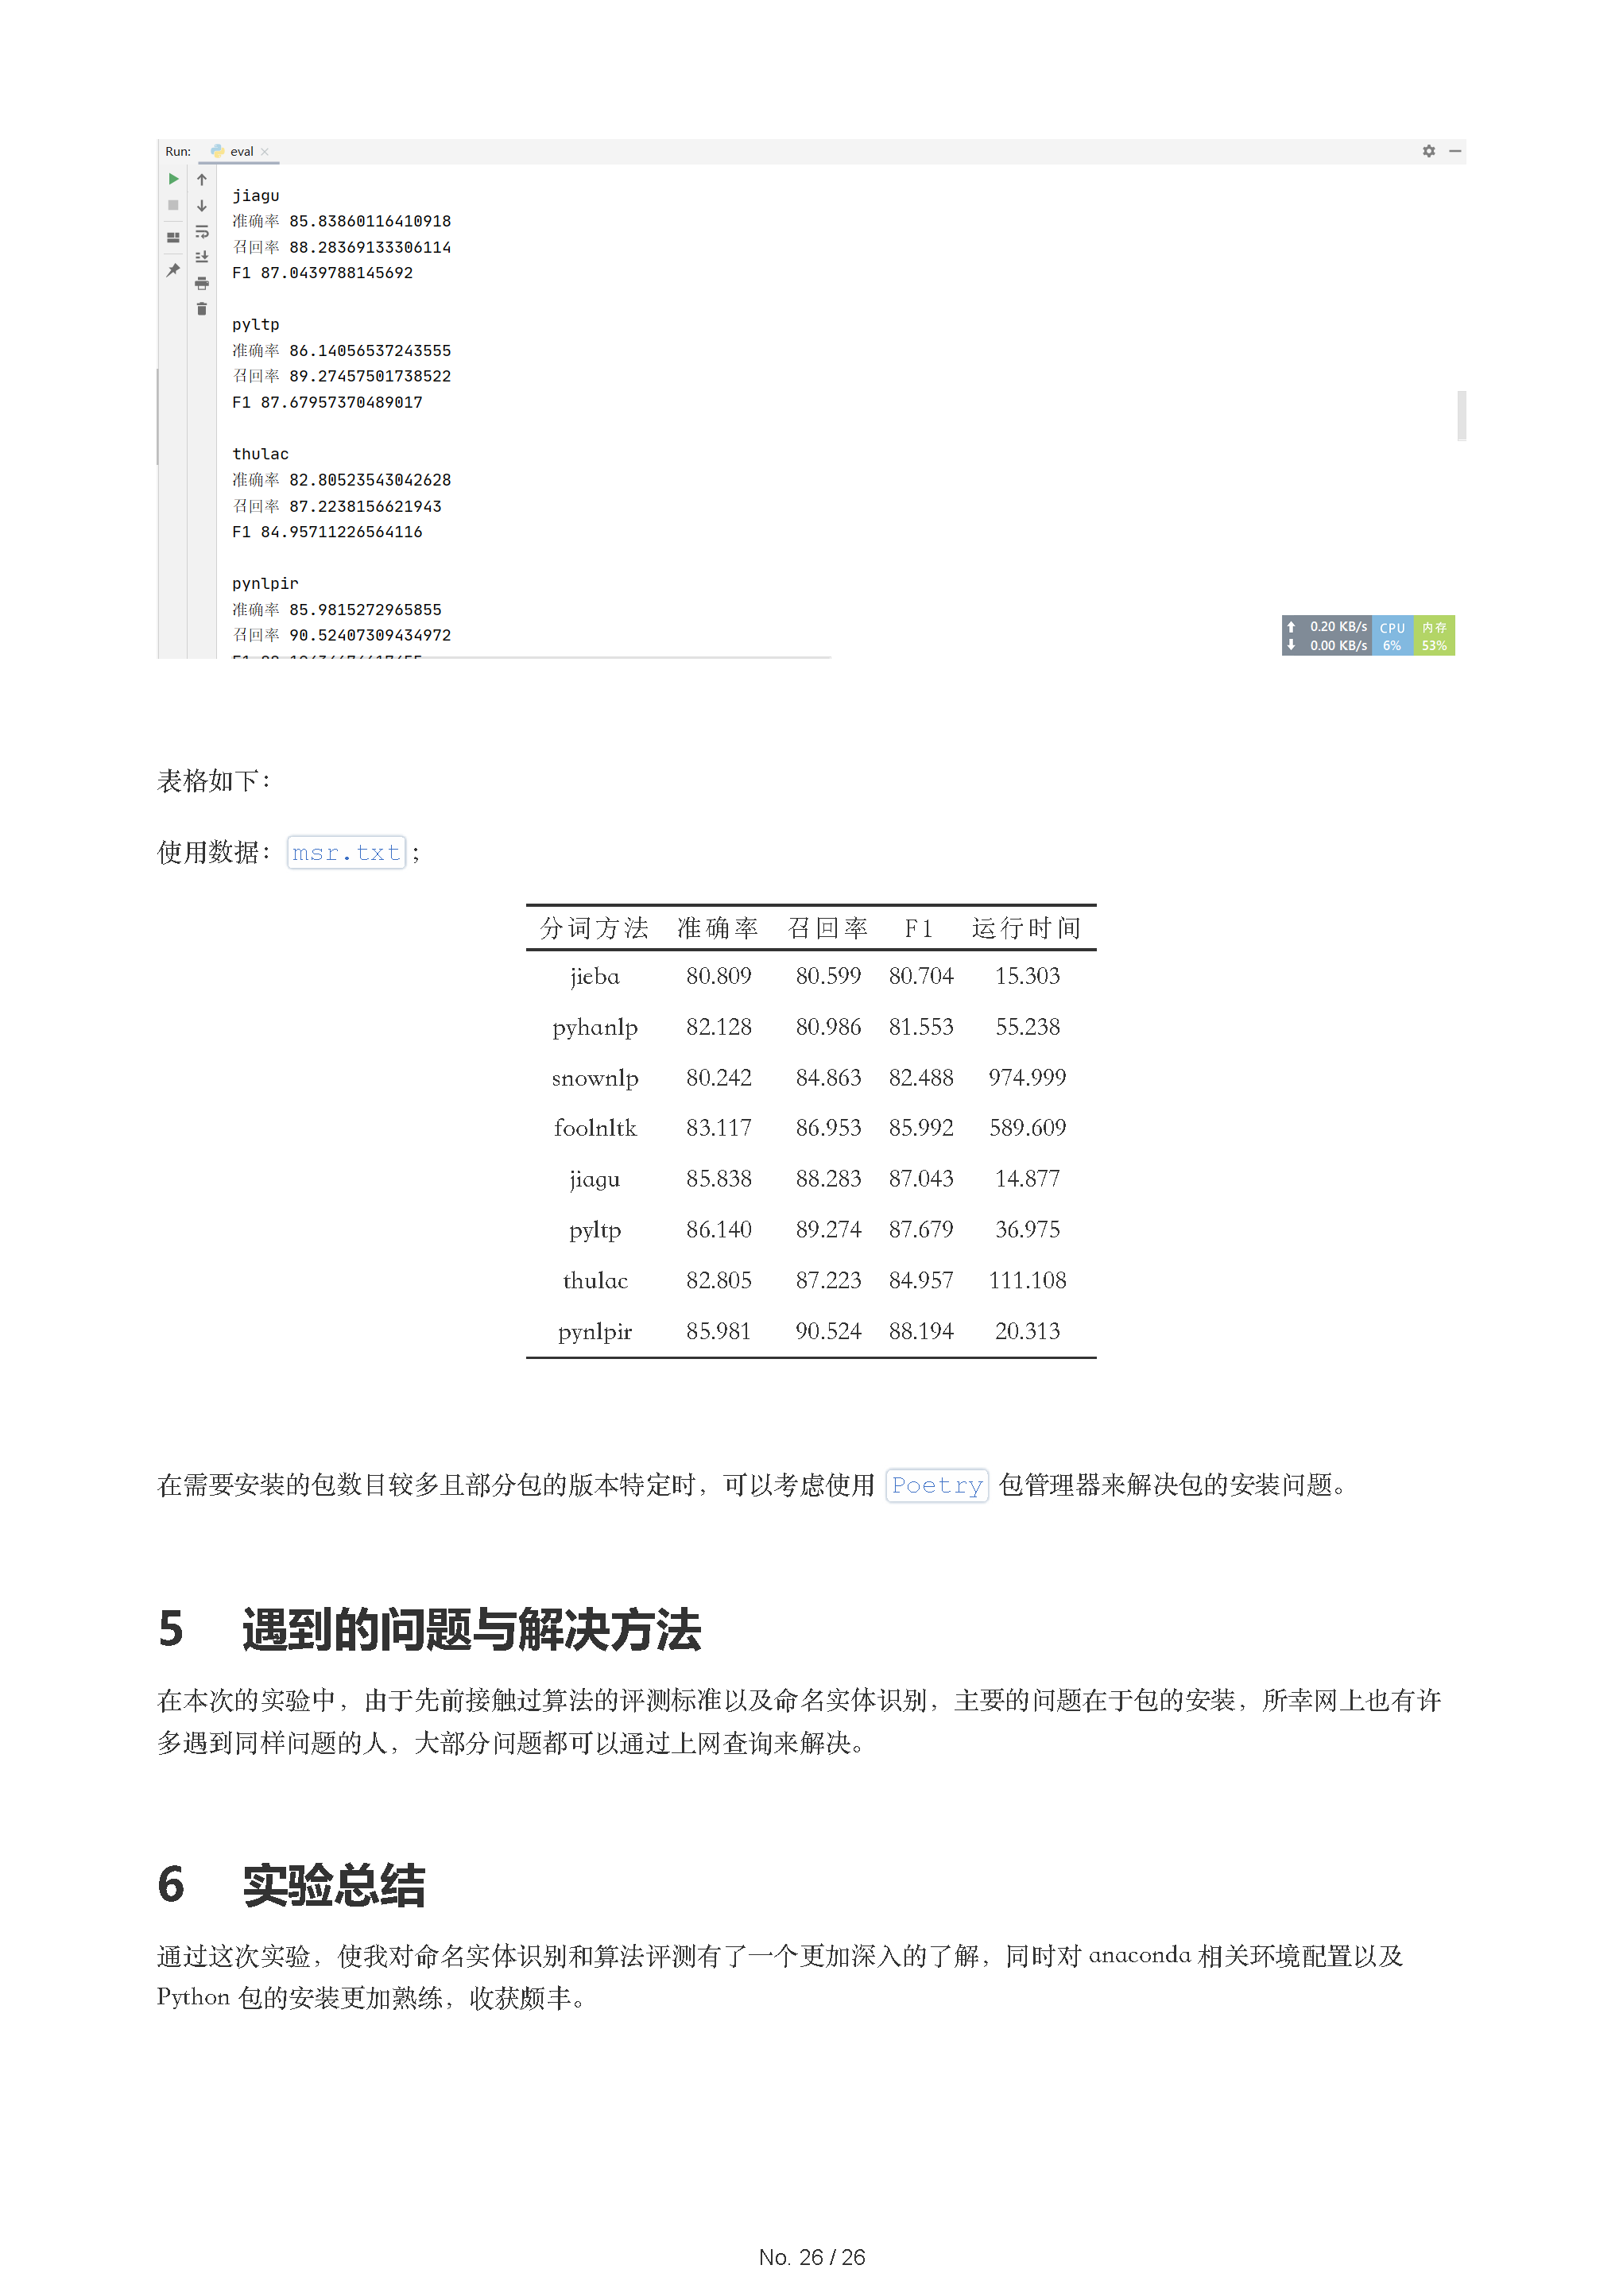 Run: eval
jiagu
准确率 85.83860116410918
召回率 88.28369133306114
F1 87.0439788145692
pyltp
准确率 86.14056537243555
召回率 89.27457501738522
F1 87.67957370489017
thulac
准确率 82.80523543042628
召回率 87.2238156621943
F1 84.95711226564116
pynlpir
准确率 85.9815272965855
召回率 90.52407309434972
0.20 KB/s CPU 内存
0.00 KB/s 6% 53%
表格如下：
使用数据： msr.txt ；
分词方法 准确率 召回率 F1 运行时间
jieba 80.809 80.599 80.704 15.303
pyhanlp 82.128 80.986 81.553 55.238
snownlp 80.242 84.863 82.488 974.999
foolnltk 83.117 86.953 85.992 589.609
jiagu 85.838 88.283 87.043 14.877
pyltp 86.140 89.274 87.679 36.975
thulac 82.805 87.223 84.957 111.108
pynlpir 85.981 90.524 88.194 20.313
在需要安装的包数目较多且部分包的版本特定时，可以考虑使用 Poetry 包管理器来解决包的安装问题。
5 遇到的问题与解决方法
在本次的实验中，由于先前接触过算法的评测标准以及命名实体识别，主要的问题在于包的安装，所幸网上也有许
多遇到同样问题的人，大部分问题都可以通过上网查询来解决。
6 实验总结
通过这次实验，使我对命名实体识别和算法评测有了一个更加深入的了解，同时对 anaconda 相关环境配置以及
Python 包的安装更加熟练，收获颇丰。
No. 26 / 26